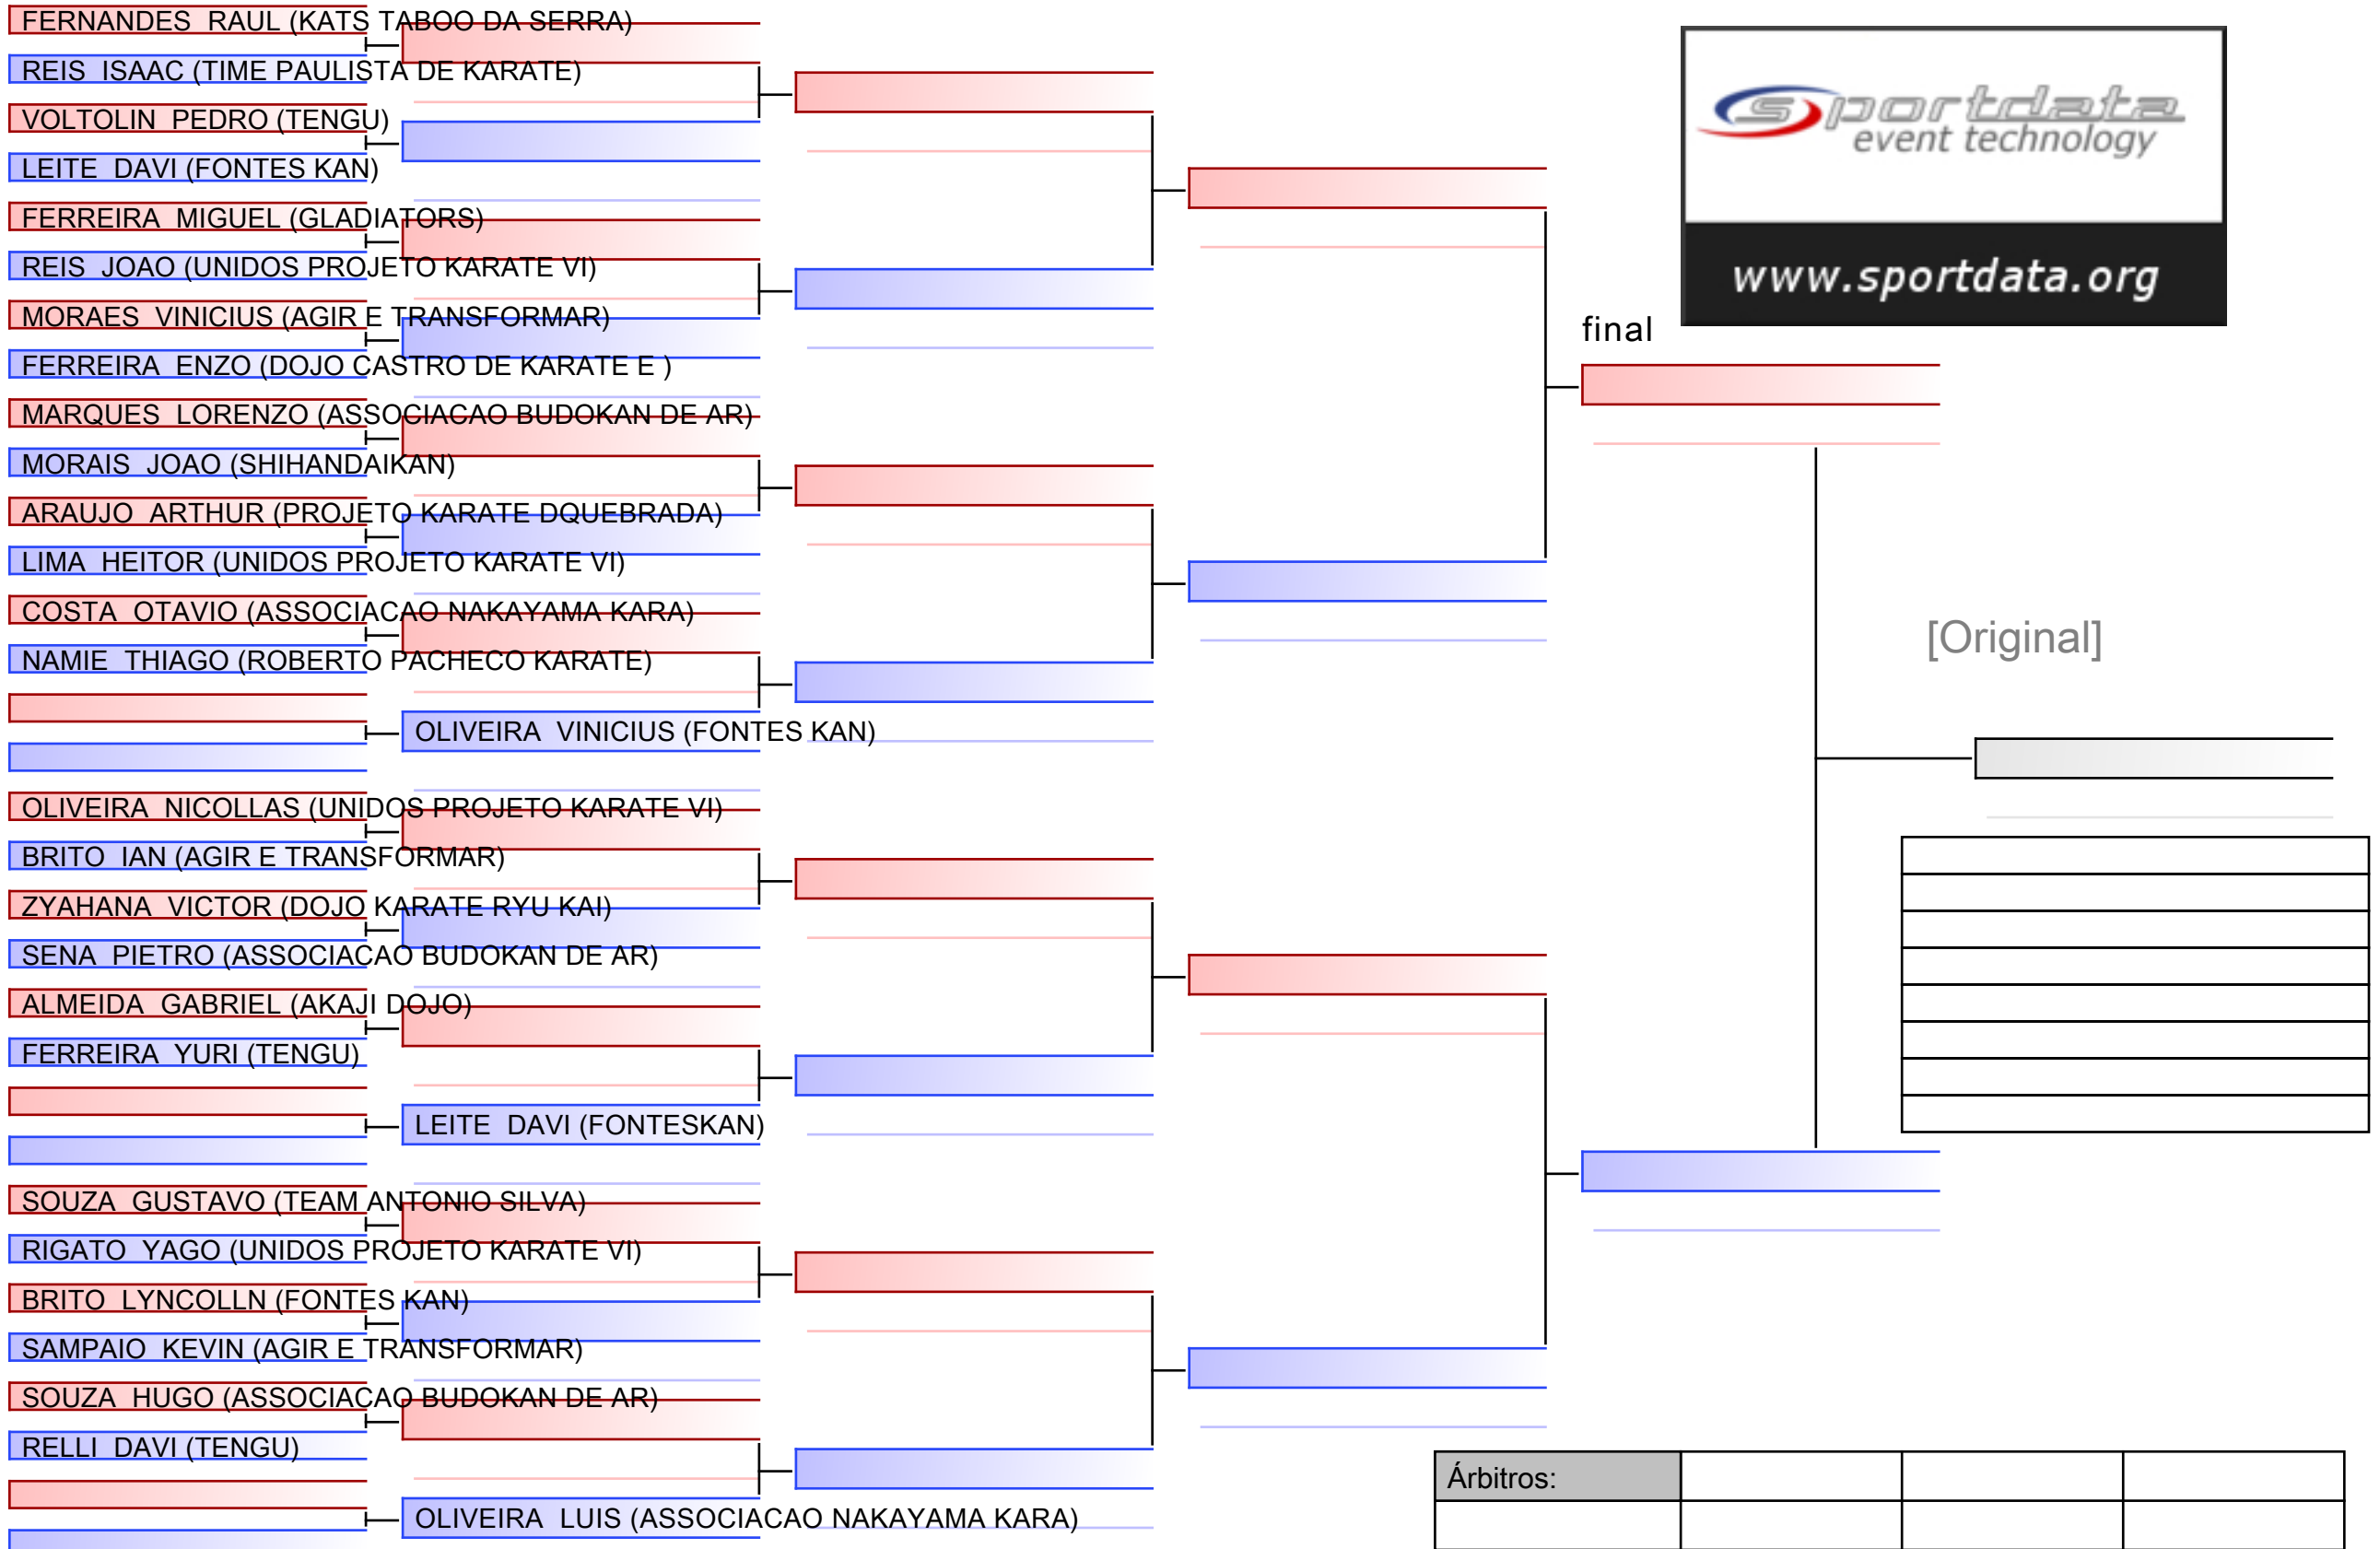 FERNANDES RAUL (KATS TABOO DA SERRA)
REIS ISAAC (TIME PAULISTA DE KARATE)
VOLTOLIN PEDRO (TENGU)
LEITE DAVI (FONTES KAN)
FERREIRA MIGUEL (GLADIATORS)
REIS JOAO (UNIDOS PROJETO KARATE VI)
MORAES VINICIUS (AGIR E TRANSFORMAR)
FERREIRA ENZO (DOJO CASTRO DE KARATE E )
MARQUES LORENZO (ASSOCIACAO BUDOKAN DE AR)
MORAIS JOAO (SHIHANDAIKAN)
ARAUJO ARTHUR (PROJETO KARATE DQUEBRADA)
LIMA HEITOR (UNIDOS PROJETO KARATE VI)
COSTA OTAVIO (ASSOCIACAO NAKAYAMA KARA)
NAMIE THIAGO (ROBERTO PACHECO KARATE)
OLIVEIRA VINICIUS (FONTES KAN)
OLIVEIRA NICOLLAS (UNIDOS PROJETO KARATE VI)
BRITO IAN (AGIR E TRANSFORMAR)
ZYAHANA VICTOR (DOJO KARATE RYU KAI)
SENA PIETRO (ASSOCIACAO BUDOKAN DE AR)
ALMEIDA GABRIEL (AKAJI DOJO)
FERREIRA YURI (TENGU)
LEITE DAVI (FONTESKAN)
SOUZA GUSTAVO (TEAM ANTONIO SILVA)
RIGATO YAGO (UNIDOS PROJETO KARATE VI)
BRITO LYNCOLLN (FONTES KAN)
SAMPAIO KEVIN (AGIR E TRANSFORMAR)
SOUZA HUGO (ASSOCIACAO BUDOKAN DE AR)
RELLI DAVI (TENGU)
OLIVEIRA LUIS (ASSOCIACAO NAKAYAMA KARA)
sportdata
event technology
www.sportdata.org
final
[Original]
Árbitros: